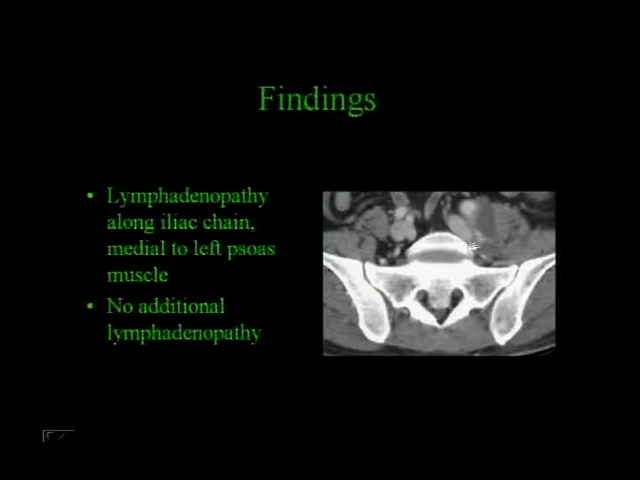 Findings
• Lymphadenopathy
along iliac chain,
medial to left psoas
muscle
• No additional
lymphadenopathy